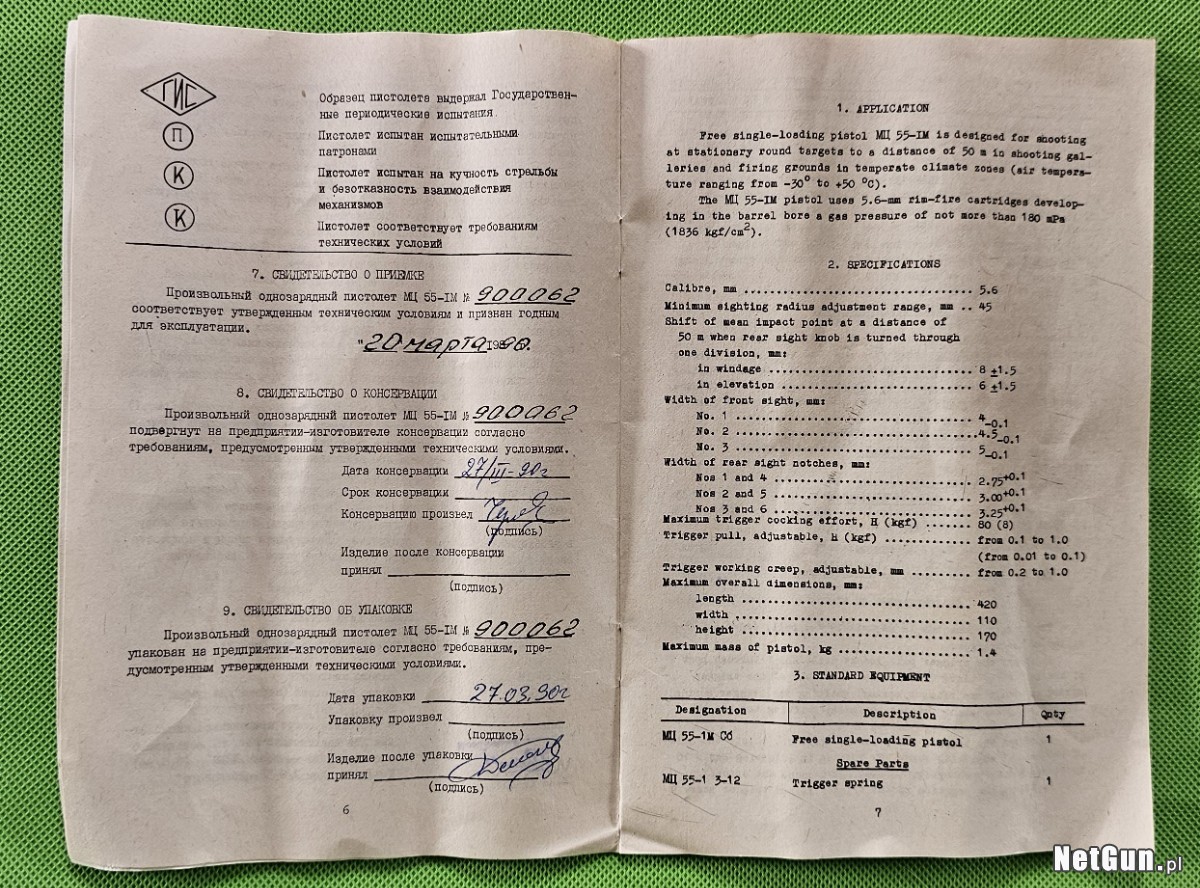 ГИС
Образец пистолета выдержал Государствен-
ные периодические испытания
П
Пистолет испытан испытательными
патронами
К
Пистолет испытан на кучность стрельбы
и безотказность взаимодействия
механизмов
К
Пистолет соответствует требованиям
технических условий
7. СВИДЕТЕЛЬСТВО О ПРИЕМКЕ
Произвольный однозарядный пистолет МЦ 55-1М № 900062
соответствует утвержденным техническим условиям и признан годным
для эксплуатации.
"20 марта 1990.
8. СВИДЕТЕЛЬСТВО О КОНСЕРВАЦИИ
Произвольный однозарядный пистолет МЦ 55-1М № 900062
подвергнут на предприятии-изготовителе консервации согласно
требованиям, предусмотренным утвержденными техническими условиями.
Дата консервации 27/III-90г
Срок консервации
Консервацию произвел
(подпись)
Изделие после консервации
принял
(подпись)
9. СВИДЕТЕЛЬСТВО ОБ УПАКОВКЕ
Произвольный однозарядный пистолет МЦ 55-1М № 900062
упакован на предприятии-изготовителе согласно требованиям, пре-
дусмотренным утвержденными техническими условиями.
Дата упаковки 27.03.90г
Упаковку произвел
(подпись)
Изделие после упаковки
принял
(подпись)
6
1. APPLICATION
Free single-loading pistol МЦ 55-1M is designed for shooting
at stationary round targets to a distance of 50 m in shooting gal-
leries and firing grounds in temperate climate zones (air tempera-
ture ranging from -30° to +50 °C).
The МЦ 55-1M pistol uses 5.6-mm rim-fire cartridges develop-
ing in the barrel bore a gas pressure of not more than 180 mPa
(1836 kgf/cm²).
2. SPECIFICATIONS
Calibre, mm ................................ 5.6
Minimum sighting radius adjustment range, mm .. 45
Shift of mean impact point at a distance of
50 m when rear sight knob is turned through
one division, mm:
in windage ............................. 8 ±1.5
in elevation ........................... 6 ±1.5
Width of front sight, mm:
No. 1 .................................. 4-0.1
No. 2 .................................. 4.5-0.1
No. 3 .................................. 5-0.1
Width of rear sight notches, mm:
Nos 1 and 4 ............................ 2.75+0.1
Nos 2 and 5 ............................ 3.00+0.1
Nos 3 and 6 ............................ 3.25+0.1
Maximum trigger cocking effort, H (kgf) ....... 80 (8)
Trigger pull, adjustable, H (kgf) ............ from 0.1 to 1.0
(from 0.01 to 0.1)
Trigger working creep, adjustable, mm ......... from 0.2 to 1.0
Maximum overall dimensions, mm:
length ................................. 420
width .................................. 110
height ................................. 170
Maximum mass of pistol, kg .................... 1.4
3. STANDARD EQUIPMENT
Designation Description Qnty
МЦ 55-1М Сб Free single-loading pistol 1
Spare Parts
МЦ 55-1 3-12 Trigger spring 1
7
NetGun.pl